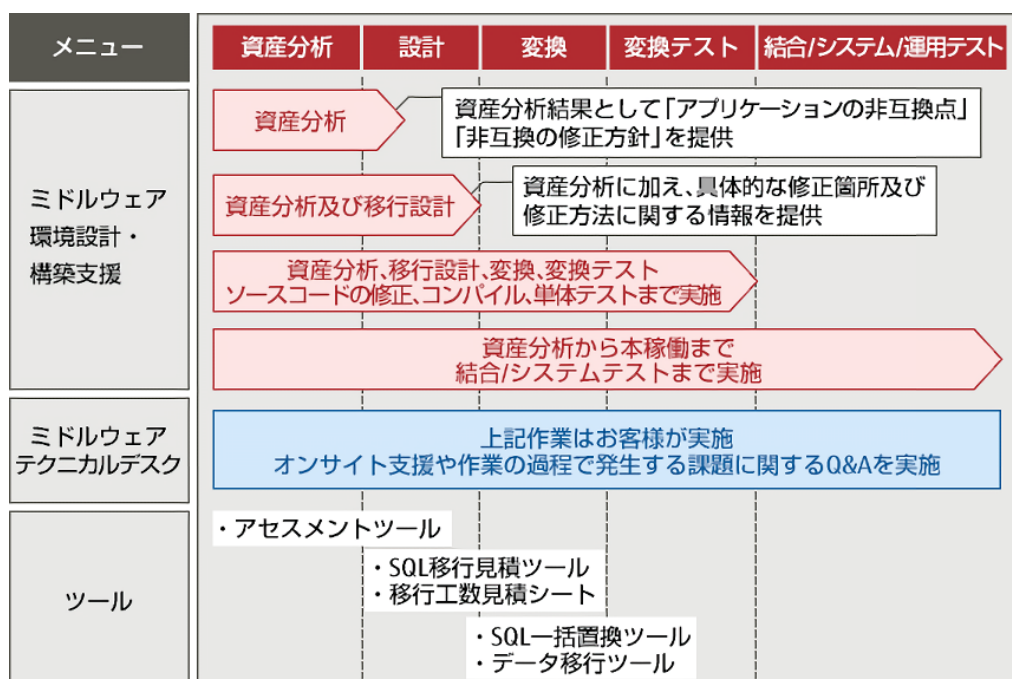 メニュー
資産分析
設計
変換
変換テスト
結合/システム/運用テスト
ミドルウェア
環境設計・
構築支援
資産分析
資産分析結果として「アプリケーションの非互換点」
「非互換の修正方針」を提供
資産分析及び移行設計
資産分析に加え、具体的な修正箇所及び
修正方法に関する情報を提供
資産分析、移行設計、変換、変換テスト
ソースコードの修正、コンパイル、単体テストまで実施
資産分析から本稼働まで
結合/システムテストまで実施
ミドルウェア
テクニカルデスク
上記作業はお客様が実施
オンサイト支援や作業の過程で発生する課題に関するQ&Aを実施
ツール
・アセスメントツール
・SQL移行見積ツール
・移行工数見積シート
・SQL一括置換ツール
・データ移行ツール